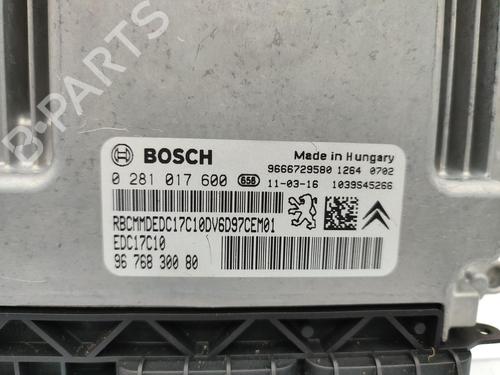 B-PARTS
BOSCH
Made in Hungary
9666729580 1264 0702
0 281 017 600 658 11-03-16 1039S45266
RBCMMDEDC17C10DV6D97CEM01
EDC17C10
96 768 300 80